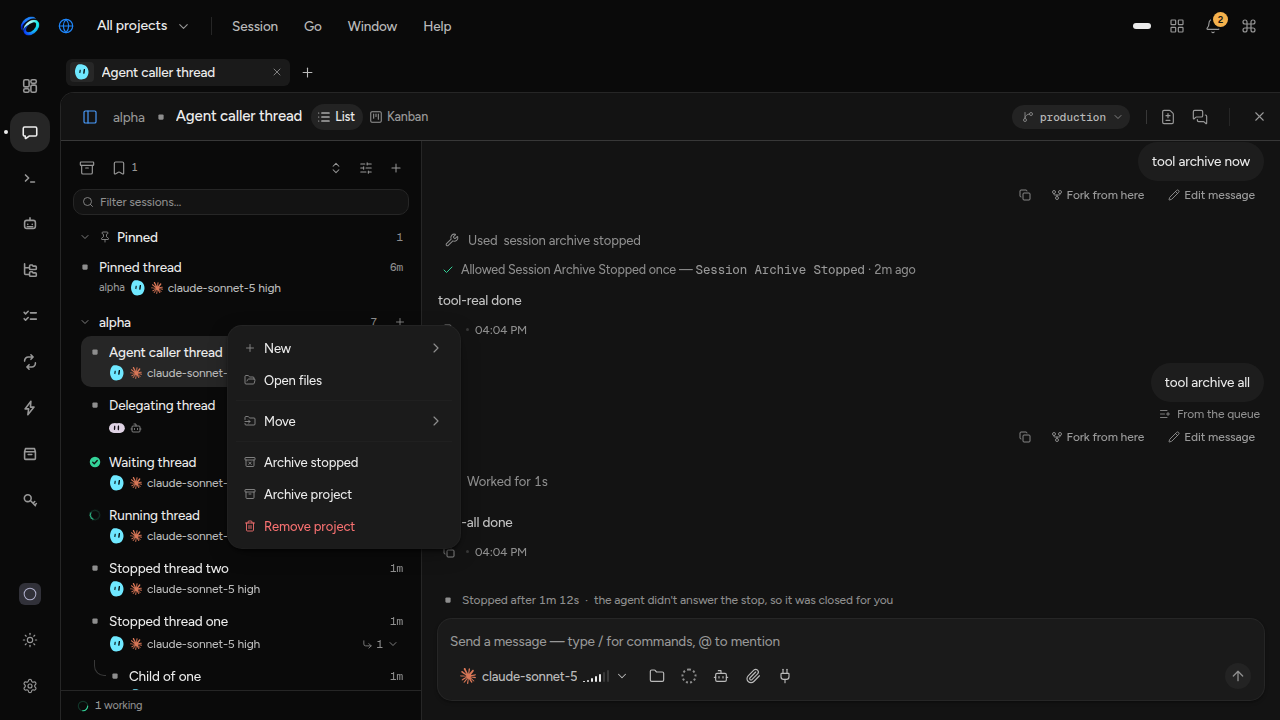 All projects
Session
Go
Window
Help
2
Agent caller thread
alpha
Agent caller thread
List
Kanban
production
1
Filter sessions...
Pinned
1
Pinned thread
6m
alpha
claude-sonnet-5 high
alpha
7
Agent caller thread
claude-sonnet-
Delegating thread
Waiting thread
claude-sonnet-
Running thread
claude-sonnet-
Stopped thread two
1m
claude-sonnet-5 high
Stopped thread one
1m
claude-sonnet-5 high
1
Child of one
1m
1 working
New
Open files
Move
Archive stopped
Archive project
Remove project
tool archive now
Fork from here
Edit message
Used session archive stopped
Allowed Session Archive Stopped once — Session Archive Stopped · 2m ago
tool-real done
04:04 PM
tool archive all
From the queue
Fork from here
Edit message
Worked for 1s
-all done
04:04 PM
Stopped after 1m 12s · the agent didn't answer the stop, so it was closed for you
Send a message — type / for commands, @ to mention
claude-sonnet-5